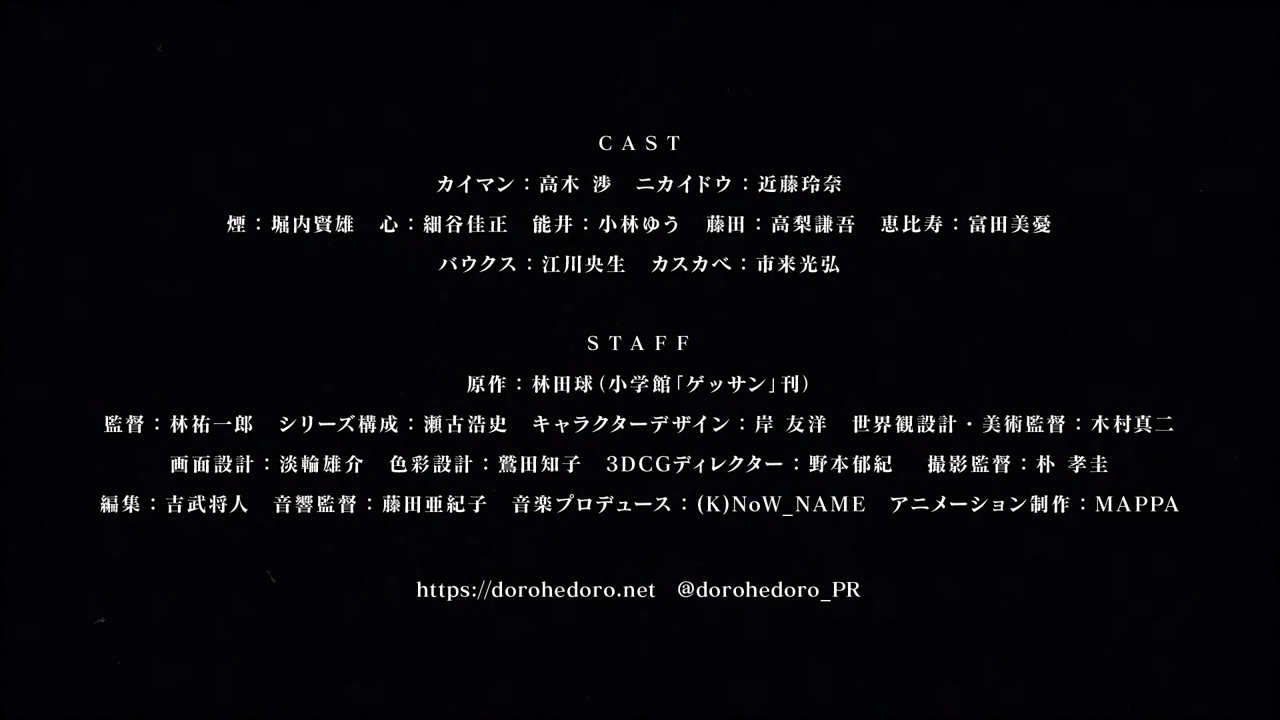 CAST
カイマン：高木 渉　ニカイドウ：近藤玲奈
煙：堀内賢雄　心：細谷佳正　能井：小林ゆう　藤田：高梨謙吾　恵比寿：富田美憂
バウクス：江川央生　カスカベ：市来光弘
STAFF
原作：林田球（小学館「ゲッサン」刊）
監督：林祐一郎　シリーズ構成：瀬古浩史　キャラクターデザイン：岸 友洋　世界観設計・美術監督：木村真二
画面設計：淡輪雄介　色彩設計：鷲田知子　3DCGディレクター：野本郁紀　撮影監督：朴 孝圭
編集：吉武将人　音響監督：藤田亜紀子　音楽プロデュース：(K)NoW_NAME　アニメーション制作：MAPPA
https://dorohedoro.net　@dorohedoro_PR